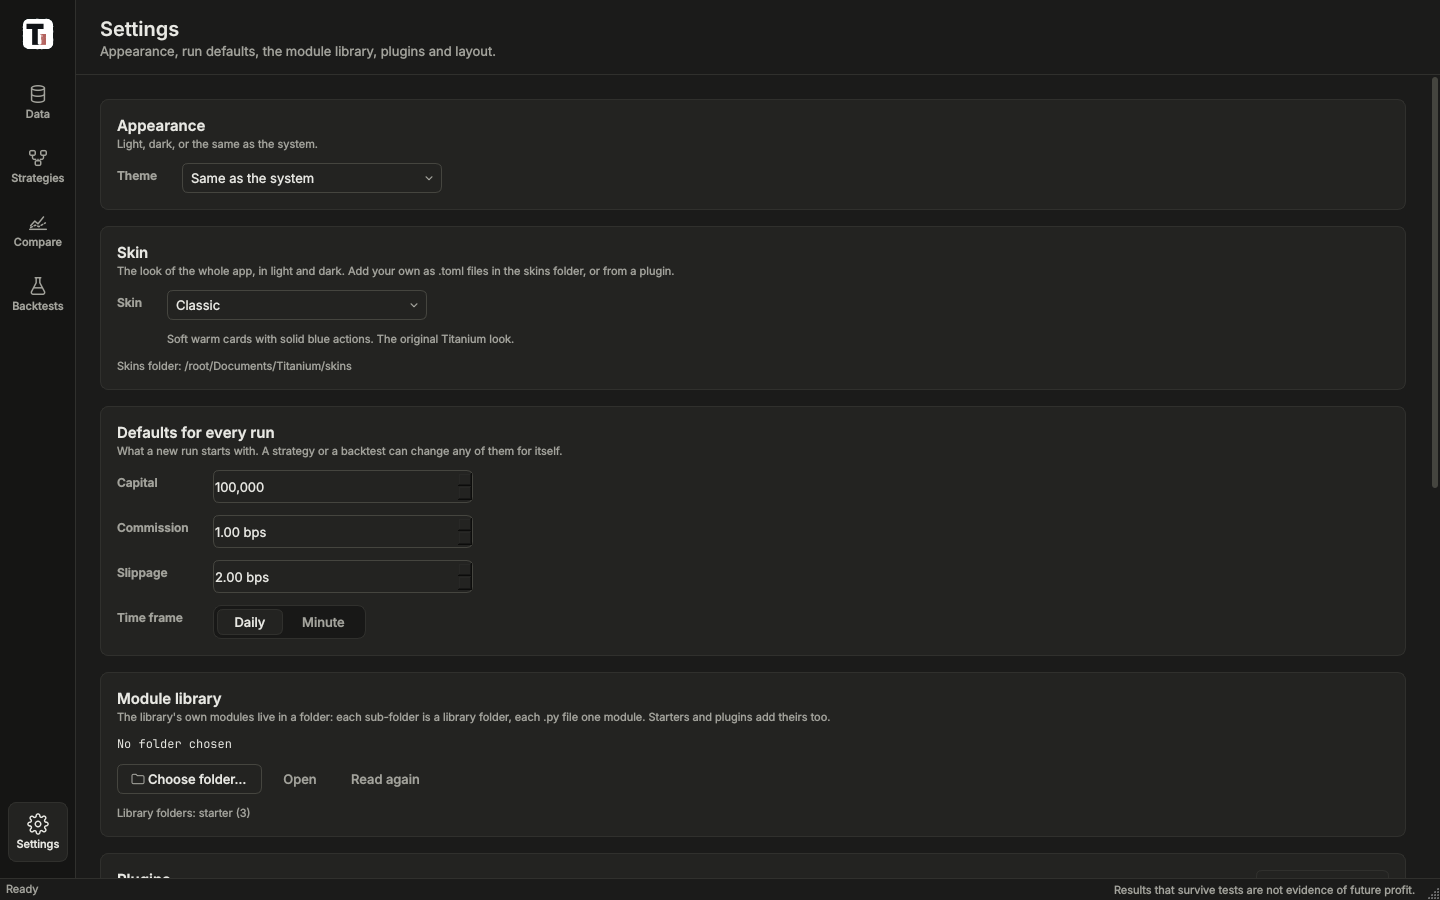 Settings
Appearance, run defaults, the module library, plugins and layout.
Data
Strategies
Compare
Backtests
Appearance
Light, dark, or the same as the system.
Theme
Same as the system
Skin
The look of the whole app, in light and dark. Add your own as .toml files in the skins folder, or from a plugin.
Skin
Classic
Soft warm cards with solid blue actions. The original Titanium look.
Skins folder: /root/Documents/Titanium/skins
Defaults for every run
What a new run starts with. A strategy or a backtest can change any of them for itself.
Capital
100,000
Commission
1.00 bps
Slippage
2.00 bps
Time frame
Daily
Minute
Module library
The library's own modules live in a folder: each sub-folder is a library folder, each .py file one module. Starters and plugins add theirs too.
No folder chosen
Choose folder...
Open
Read again
Library folders: starter (3)
Plugins
Settings
Ready
Results that survive tests are not evidence of future profit.